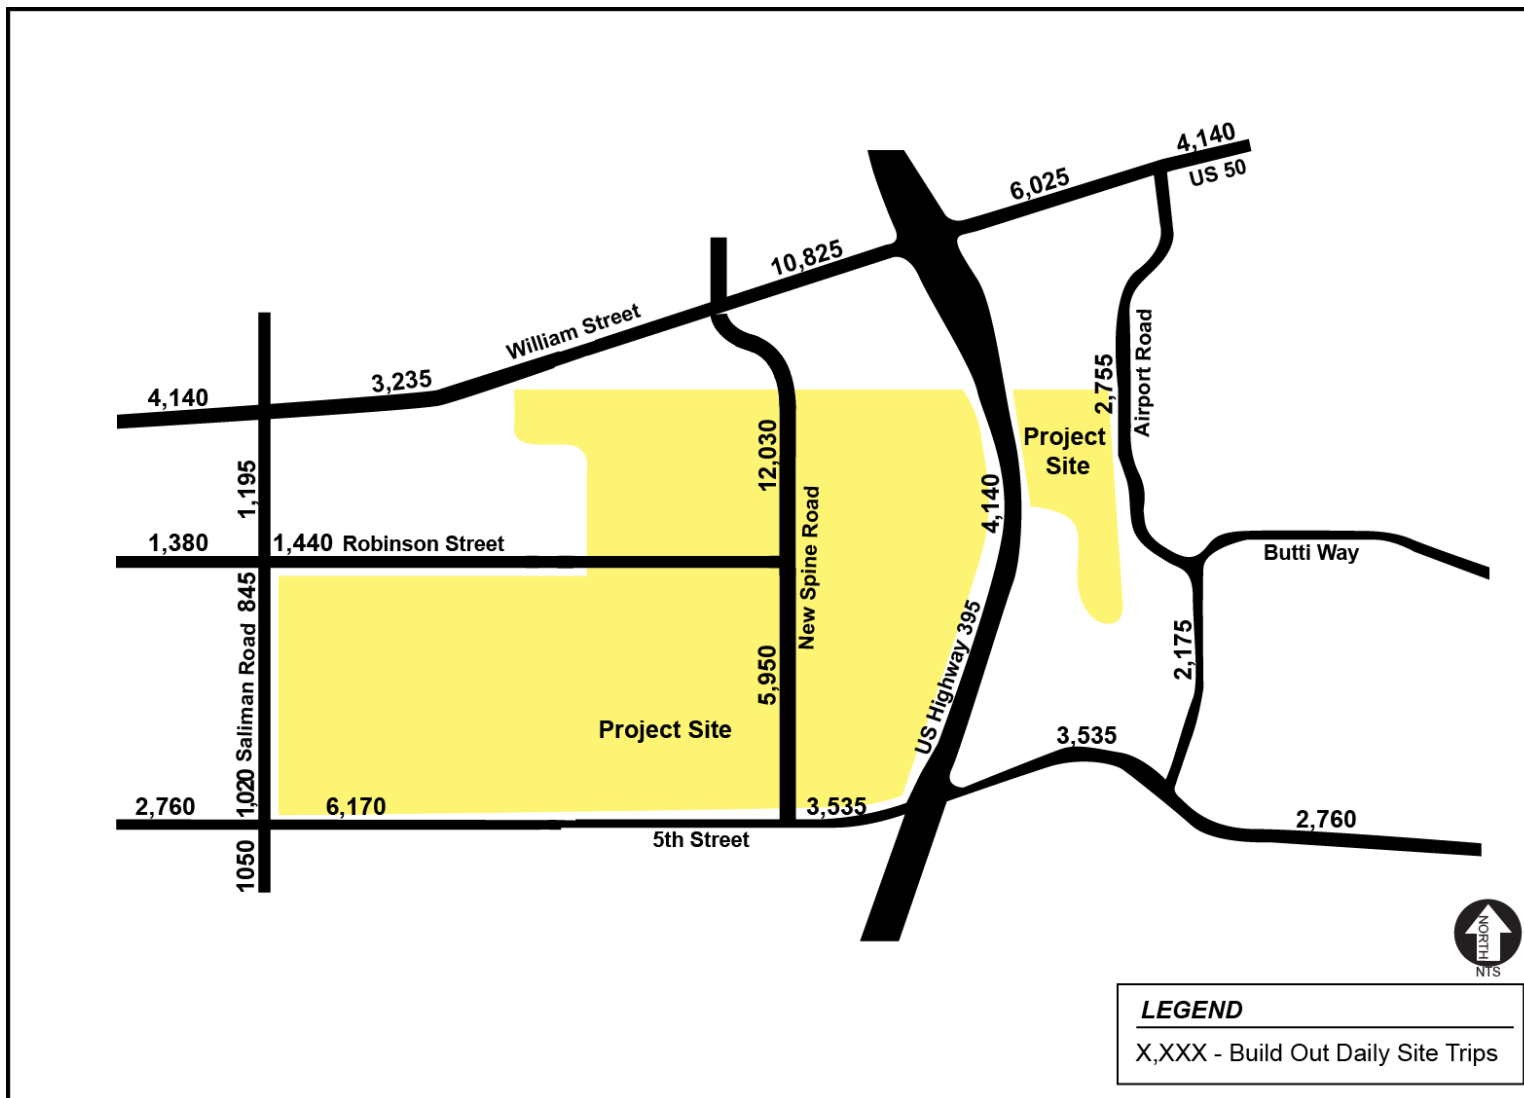 4,140
US 50
6,025
10,825
William Street
3,235
4,140
2,755
Airport Road
Project
Site
12,030
1,195
4,140
1,380
1,440 Robinson Street
New Spine Road
Butti Way
845
Saliman Road
2,175
5,950
US Highway 395
Project Site
3,535
2,760
1,020
6,170
3,535
5th Street
2,760
1050
NORTH
NTS
LEGEND
X,XXX - Build Out Daily Site Trips